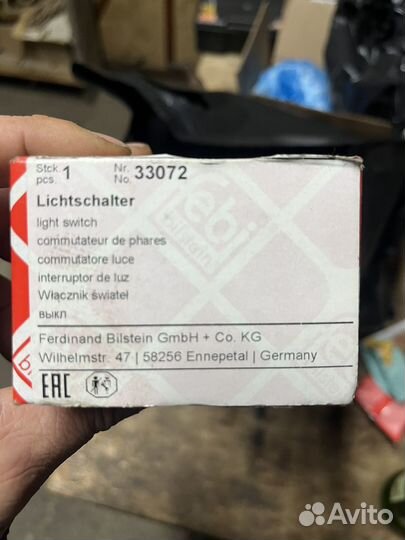 Stck. pcs. 1 Nr. No. 33072
febi bilstein
Lichtschalter
light switch
commutateur de phares
commutatore luce
interruptor de luz
Włącznik świateł
выкл
Ferdinand Bilstein GmbH + Co. KG
Wilhelmstr. 47 | 58256 Ennepetal | Germany
EAC
Avito